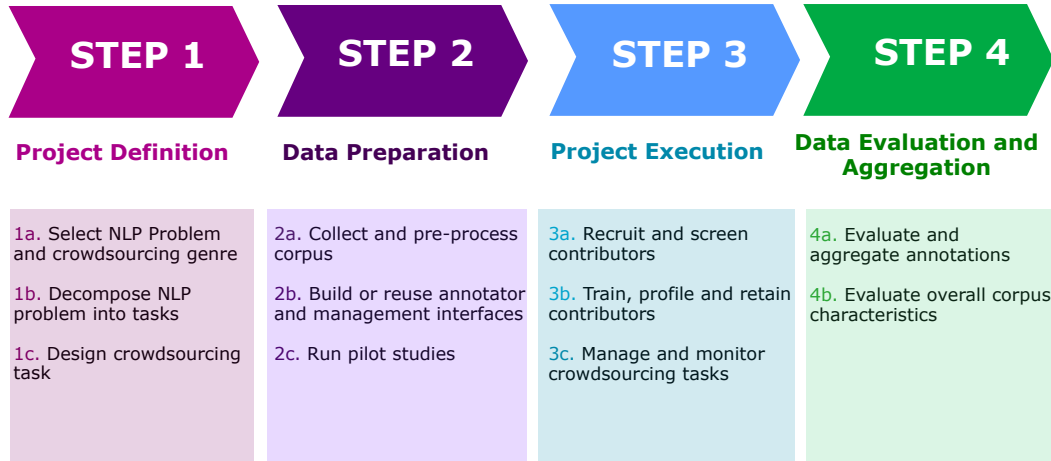 STEP 1
STEP 2
STEP 3
STEP 4
Project Definition
Data Preparation
Project Execution
Data Evaluation and
Aggregation
1a. Select NLP Problem
and crowdsourcing genre
1b. Decompose NLP
problem into tasks
1c. Design crowdsourcing
task
2a. Collect and pre-process
corpus
2b. Build or reuse annotator
and management interfaces
2c. Run pilot studies
3a. Recruit and screen
contributors
3b. Train, profile and retain
contributors
3c. Manage and monitor
crowdsourcing tasks
4a. Evaluate and
aggregate annotations
4b. Evaluate overall corpus
characteristics